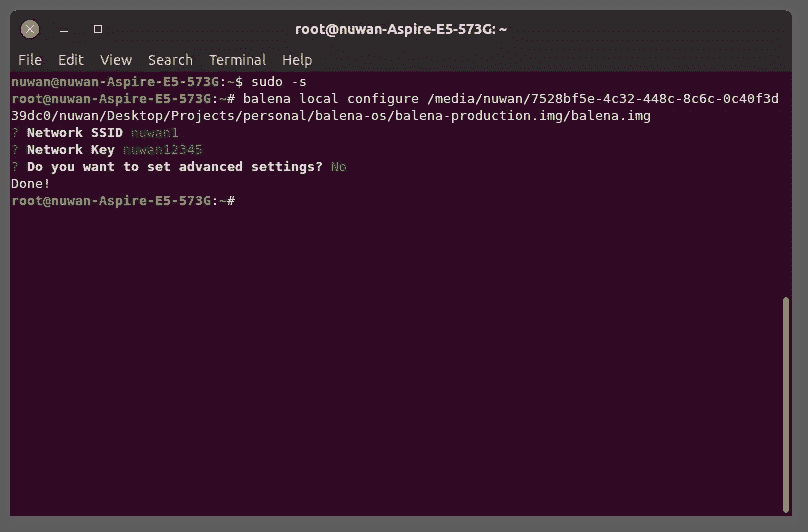 root@nuwan-Aspire-E5-573G: ~
File Edit View Search Terminal Help
nuwan@nuwan-Aspire-E5-573G:~$ sudo -s
root@nuwan-Aspire-E5-573G:~# balena local configure /media/nuwan/7528bf5e-4c32-448c-8c6c-0c40f3d
39dc0/nuwan/Desktop/Projects/personal/balena-os/balena-production.img/balena.img
? Network SSID nuwan1
? Network Key nuwan12345
? Do you want to set advanced settings? No
Done!
root@nuwan-Aspire-E5-573G:~#